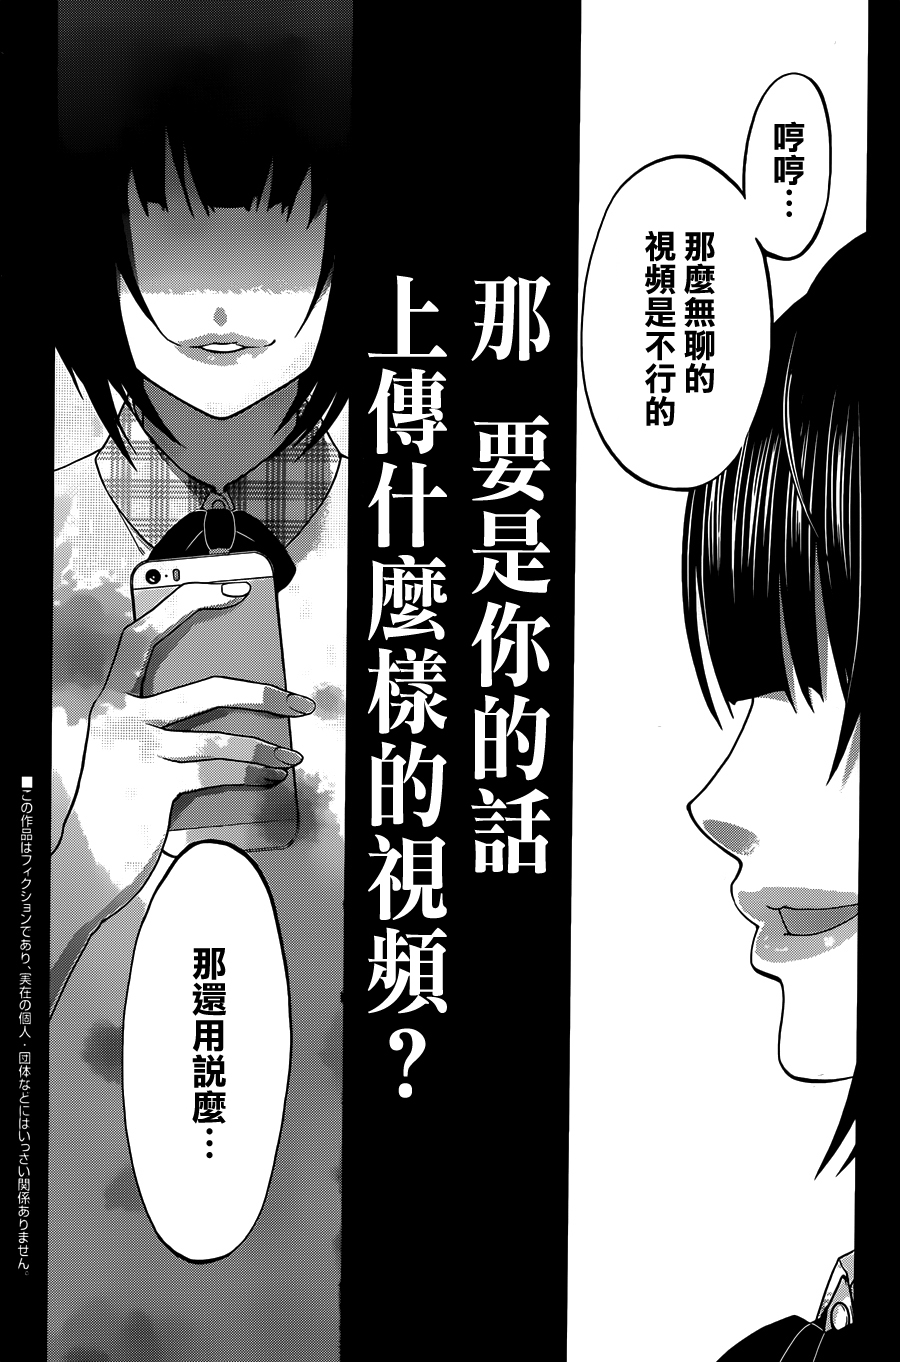 哼
哼…
那麼無聊的
視頻是不行的
那 要是你的話
上傳什麼樣的視頻？
那還用説麼…
■この作品はフィクションであり、実在の個人・団体などにはいっさい関係ありません。